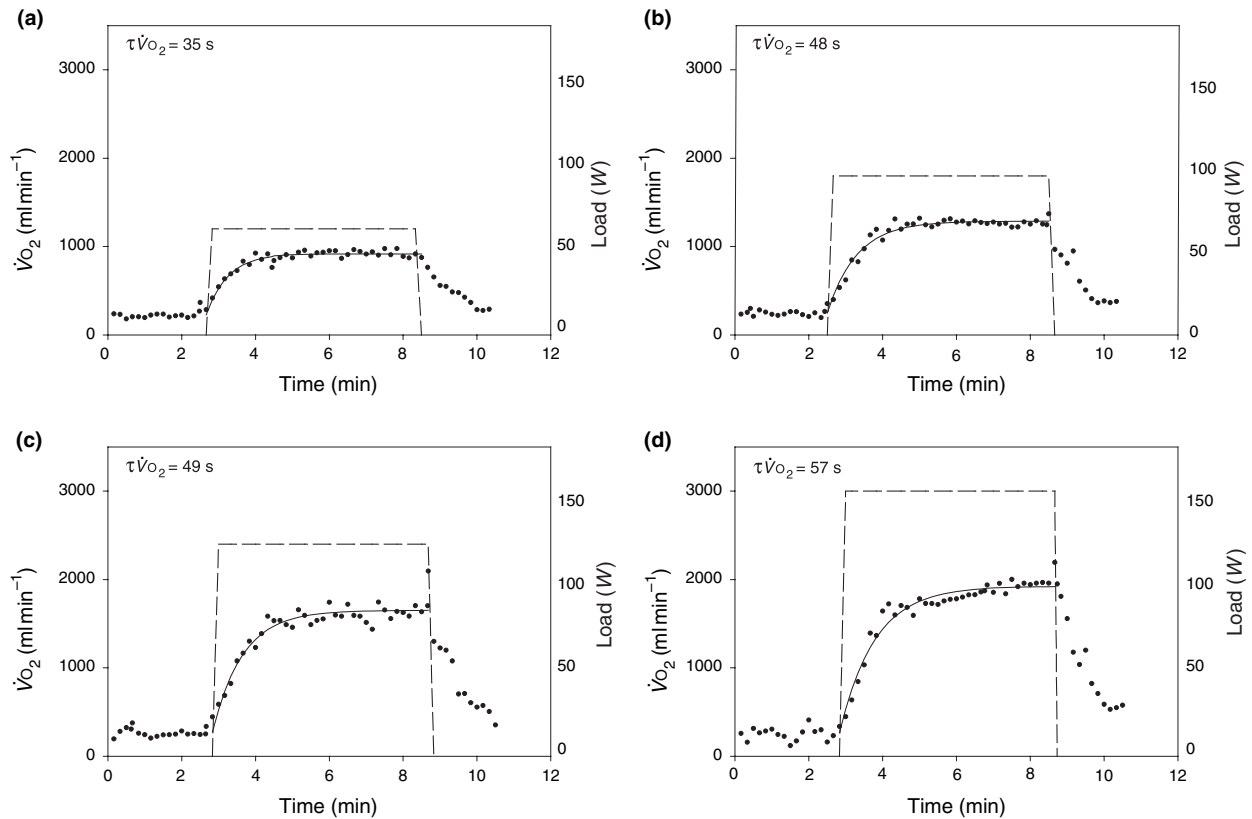 (a)
τV̇O₂ = 35 s
3000
2000
1000
0
V̇O₂ (ml min⁻¹)
150
100
50
0
Load (W)
0 2 4 6 8 10 12
Time (min)
(b)
τV̇O₂ = 48 s
3000
2000
1000
0
V̇O₂ (ml min⁻¹)
150
100
50
0
Load (W)
0 2 4 6 8 10 12
Time (min)
(c)
τV̇O₂ = 49 s
3000
2000
1000
0
V̇O₂ (ml min⁻¹)
150
100
50
0
Load (W)
0 2 4 6 8 10 12
Time (min)
(d)
τV̇O₂ = 57 s
3000
2000
1000
0
V̇O₂ (ml min⁻¹)
150
100
50
0
Load (W)
0 2 4 6 8 10 12
Time (min)